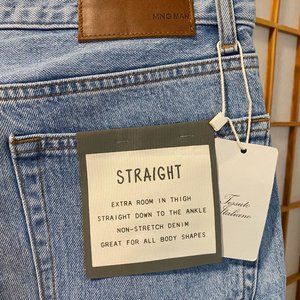 MNG MAN
STRAIGHT
EXTRA ROOM IN THIGH
STRAIGHT DOWN TO THE ANKLE
NON-STRETCH DENIM
GREAT FOR ALL BODY SHAPES
Tessuto
Italiano